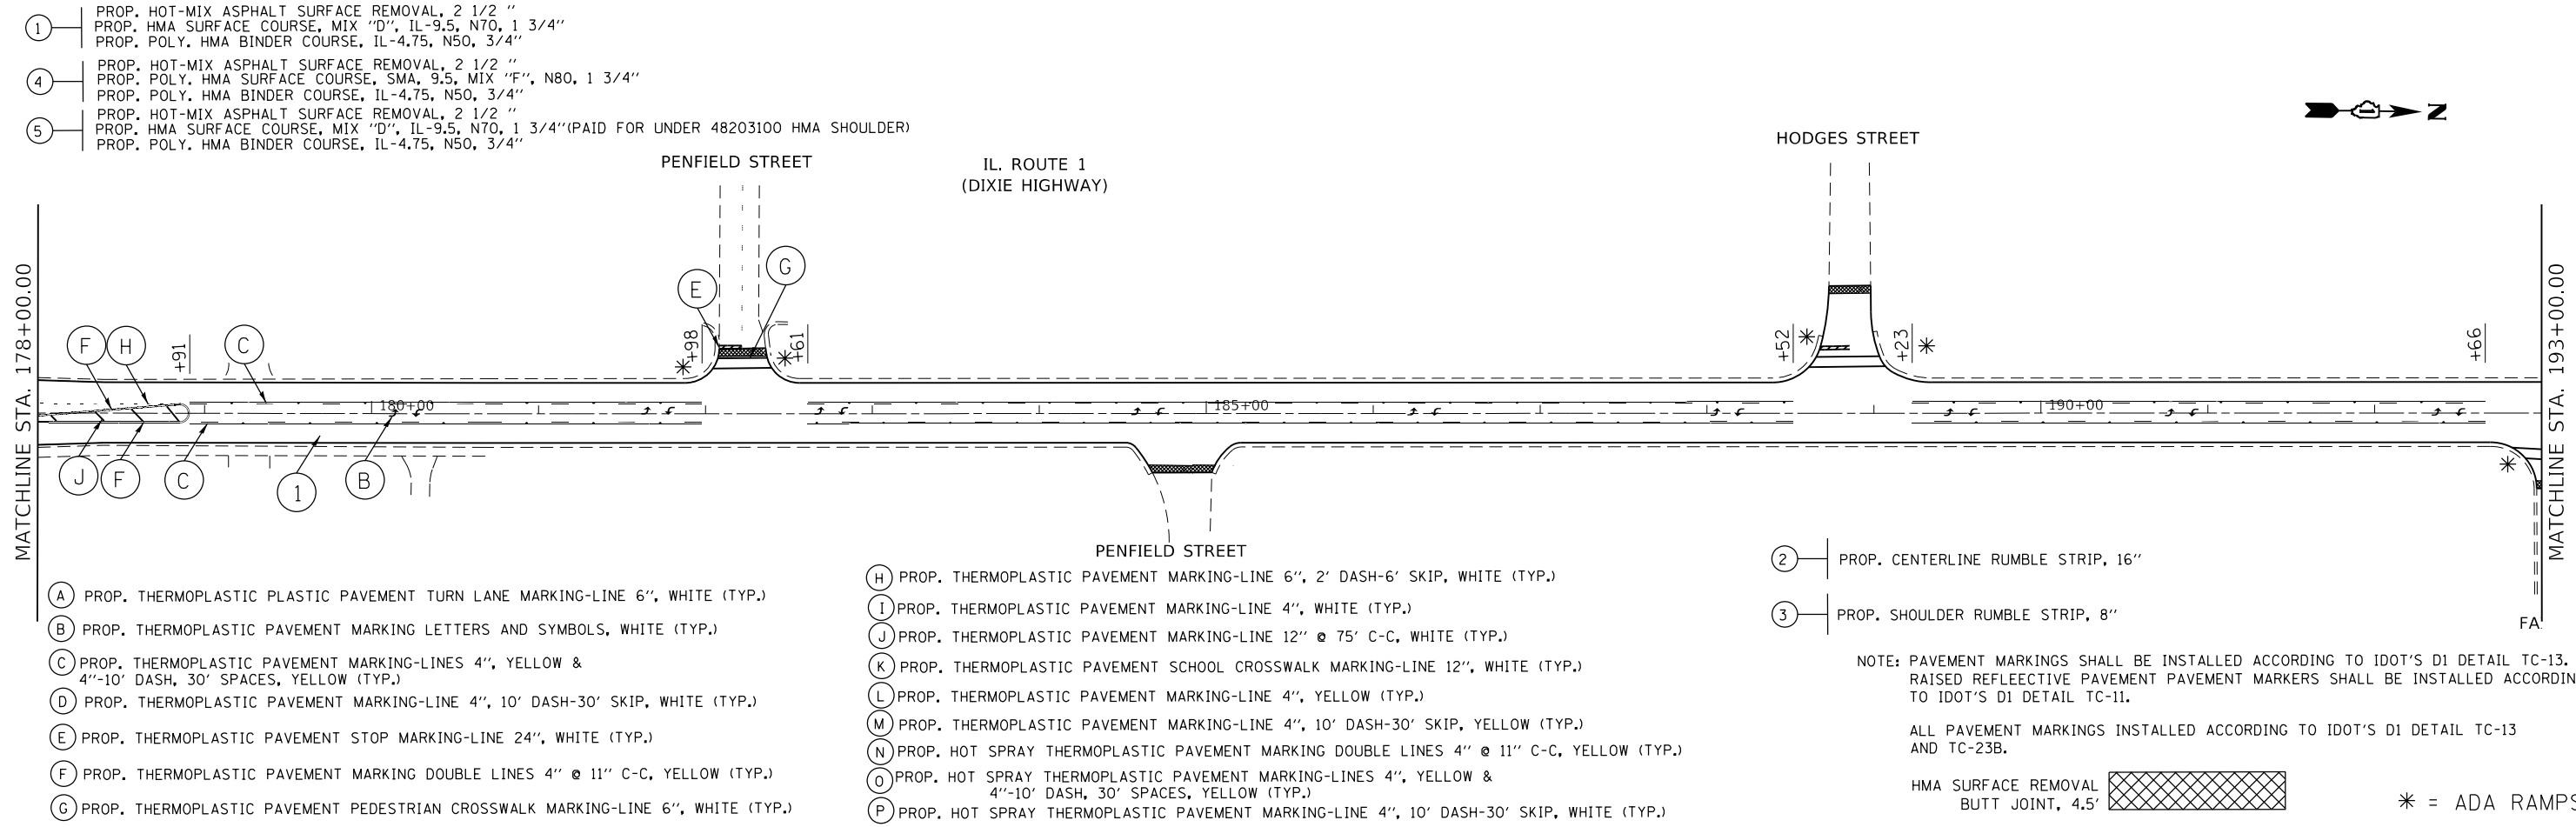 1 PROP. HOT-MIX ASPHALT SURFACE REMOVAL, 2 1/2 "
PROP. HMA SURFACE COURSE, MIX "D", IL-9.5, N70, 1 3/4"
PROP. POLY. HMA BINDER COURSE, IL-4.75, N50, 3/4"
4 PROP. HOT-MIX ASPHALT SURFACE REMOVAL, 2 1/2 "
PROP. POLY. HMA SURFACE COURSE, SMA, 9.5, MIX "F", N80, 1 3/4"
PROP. POLY. HMA BINDER COURSE, IL-4.75, N50, 3/4"
5 PROP. HOT-MIX ASPHALT SURFACE REMOVAL, 2 1/2 "
PROP. HMA SURFACE COURSE, MIX "D", IL-9.5, N70, 1 3/4"(PAID FOR UNDER 48203100 HMA SHOULDER)
PROP. POLY. HMA BINDER COURSE, IL-4.75, N50, 3/4"
N
PENFIELD STREET
IL. ROUTE 1
(DIXIE HIGHWAY)
HODGES STREET
MATCHLINE STA. 178+00.00
F H
+91
C
E
G
+98
+61
+52
+23
+66
180+00
185+00
190+00
J F C 1 B
MATCHLINE STA. 193+00.00
PENFIELD STREET
FA.
A PROP. THERMOPLASTIC PLASTIC PAVEMENT TURN LANE MARKING-LINE 6", WHITE (TYP.)
B PROP. THERMOPLASTIC PAVEMENT MARKING LETTERS AND SYMBOLS, WHITE (TYP.)
C PROP. THERMOPLASTIC PAVEMENT MARKING-LINES 4", YELLOW &
4"-10' DASH, 30' SPACES, YELLOW (TYP.)
D PROP. THERMOPLASTIC PAVEMENT MARKING-LINE 4", 10' DASH-30' SKIP, WHITE (TYP.)
E PROP. THERMOPLASTIC PAVEMENT STOP MARKING-LINE 24", WHITE (TYP.)
F PROP. THERMOPLASTIC PAVEMENT MARKING DOUBLE LINES 4" @ 11" C-C, YELLOW (TYP.)
G PROP. THERMOPLASTIC PAVEMENT PEDESTRIAN CROSSWALK MARKING-LINE 6", WHITE (TYP.)
H PROP. THERMOPLASTIC PAVEMENT MARKING-LINE 6", 2' DASH-6' SKIP, WHITE (TYP.)
I PROP. THERMOPLASTIC PAVEMENT MARKING-LINE 4", WHITE (TYP.)
J PROP. THERMOPLASTIC PAVEMENT MARKING-LINE 12" @ 75' C-C, WHITE (TYP.)
K PROP. THERMOPLASTIC PAVEMENT SCHOOL CROSSWALK MARKING-LINE 12", WHITE (TYP.)
L PROP. THERMOPLASTIC PAVEMENT MARKING-LINE 4", YELLOW (TYP.)
M PROP. THERMOPLASTIC PAVEMENT MARKING-LINE 4", 10' DASH-30' SKIP, YELLOW (TYP.)
N PROP. HOT SPRAY THERMOPLASTIC PAVEMENT MARKING DOUBLE LINES 4" @ 11" C-C, YELLOW (TYP.)
O PROP. HOT SPRAY THERMOPLASTIC PAVEMENT MARKING-LINES 4", YELLOW &
4"-10' DASH, 30' SPACES, YELLOW (TYP.)
P PROP. HOT SPRAY THERMOPLASTIC PAVEMENT MARKING-LINE 4", 10' DASH-30' SKIP, WHITE (TYP.)
2 PROP. CENTERLINE RUMBLE STRIP, 16"
3 PROP. SHOULDER RUMBLE STRIP, 8"
NOTE: PAVEMENT MARKINGS SHALL BE INSTALLED ACCORDING TO IDOT'S D1 DETAIL TC-13.
RAISED REFLEECTIVE PAVEMENT PAVEMENT MARKERS SHALL BE INSTALLED ACCORDIN
TO IDOT'S D1 DETAIL TC-11.
ALL PAVEMENT MARKINGS INSTALLED ACCORDING TO IDOT'S D1 DETAIL TC-13
AND TC-23B.
HMA SURFACE REMOVAL
BUTT JOINT, 4.5'
* = ADA RAMPS